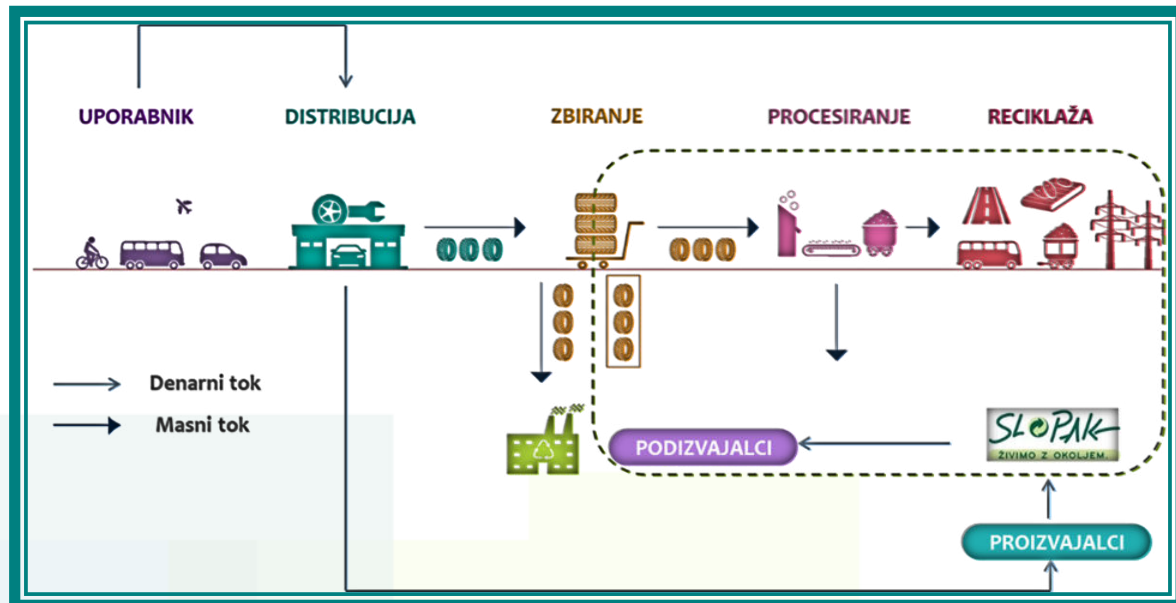 UPORABNIK
DISTRIBUCIJA
ZBIRANJE
PROCESIRANJE
RECIKLAŽA
Denarni tok
Masni tok
PODIZVAJALCI
SLOPAK
ŽIVIMO Z OKOLJEM.
PROIZVAJALCI